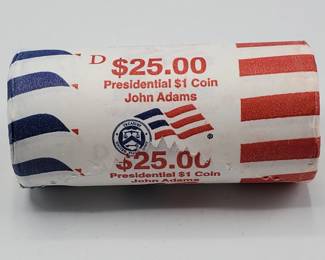 D $25.00
Presidential $1 Coin
John Adams
®
$25.00
Presidential $1 Coin
John Adams